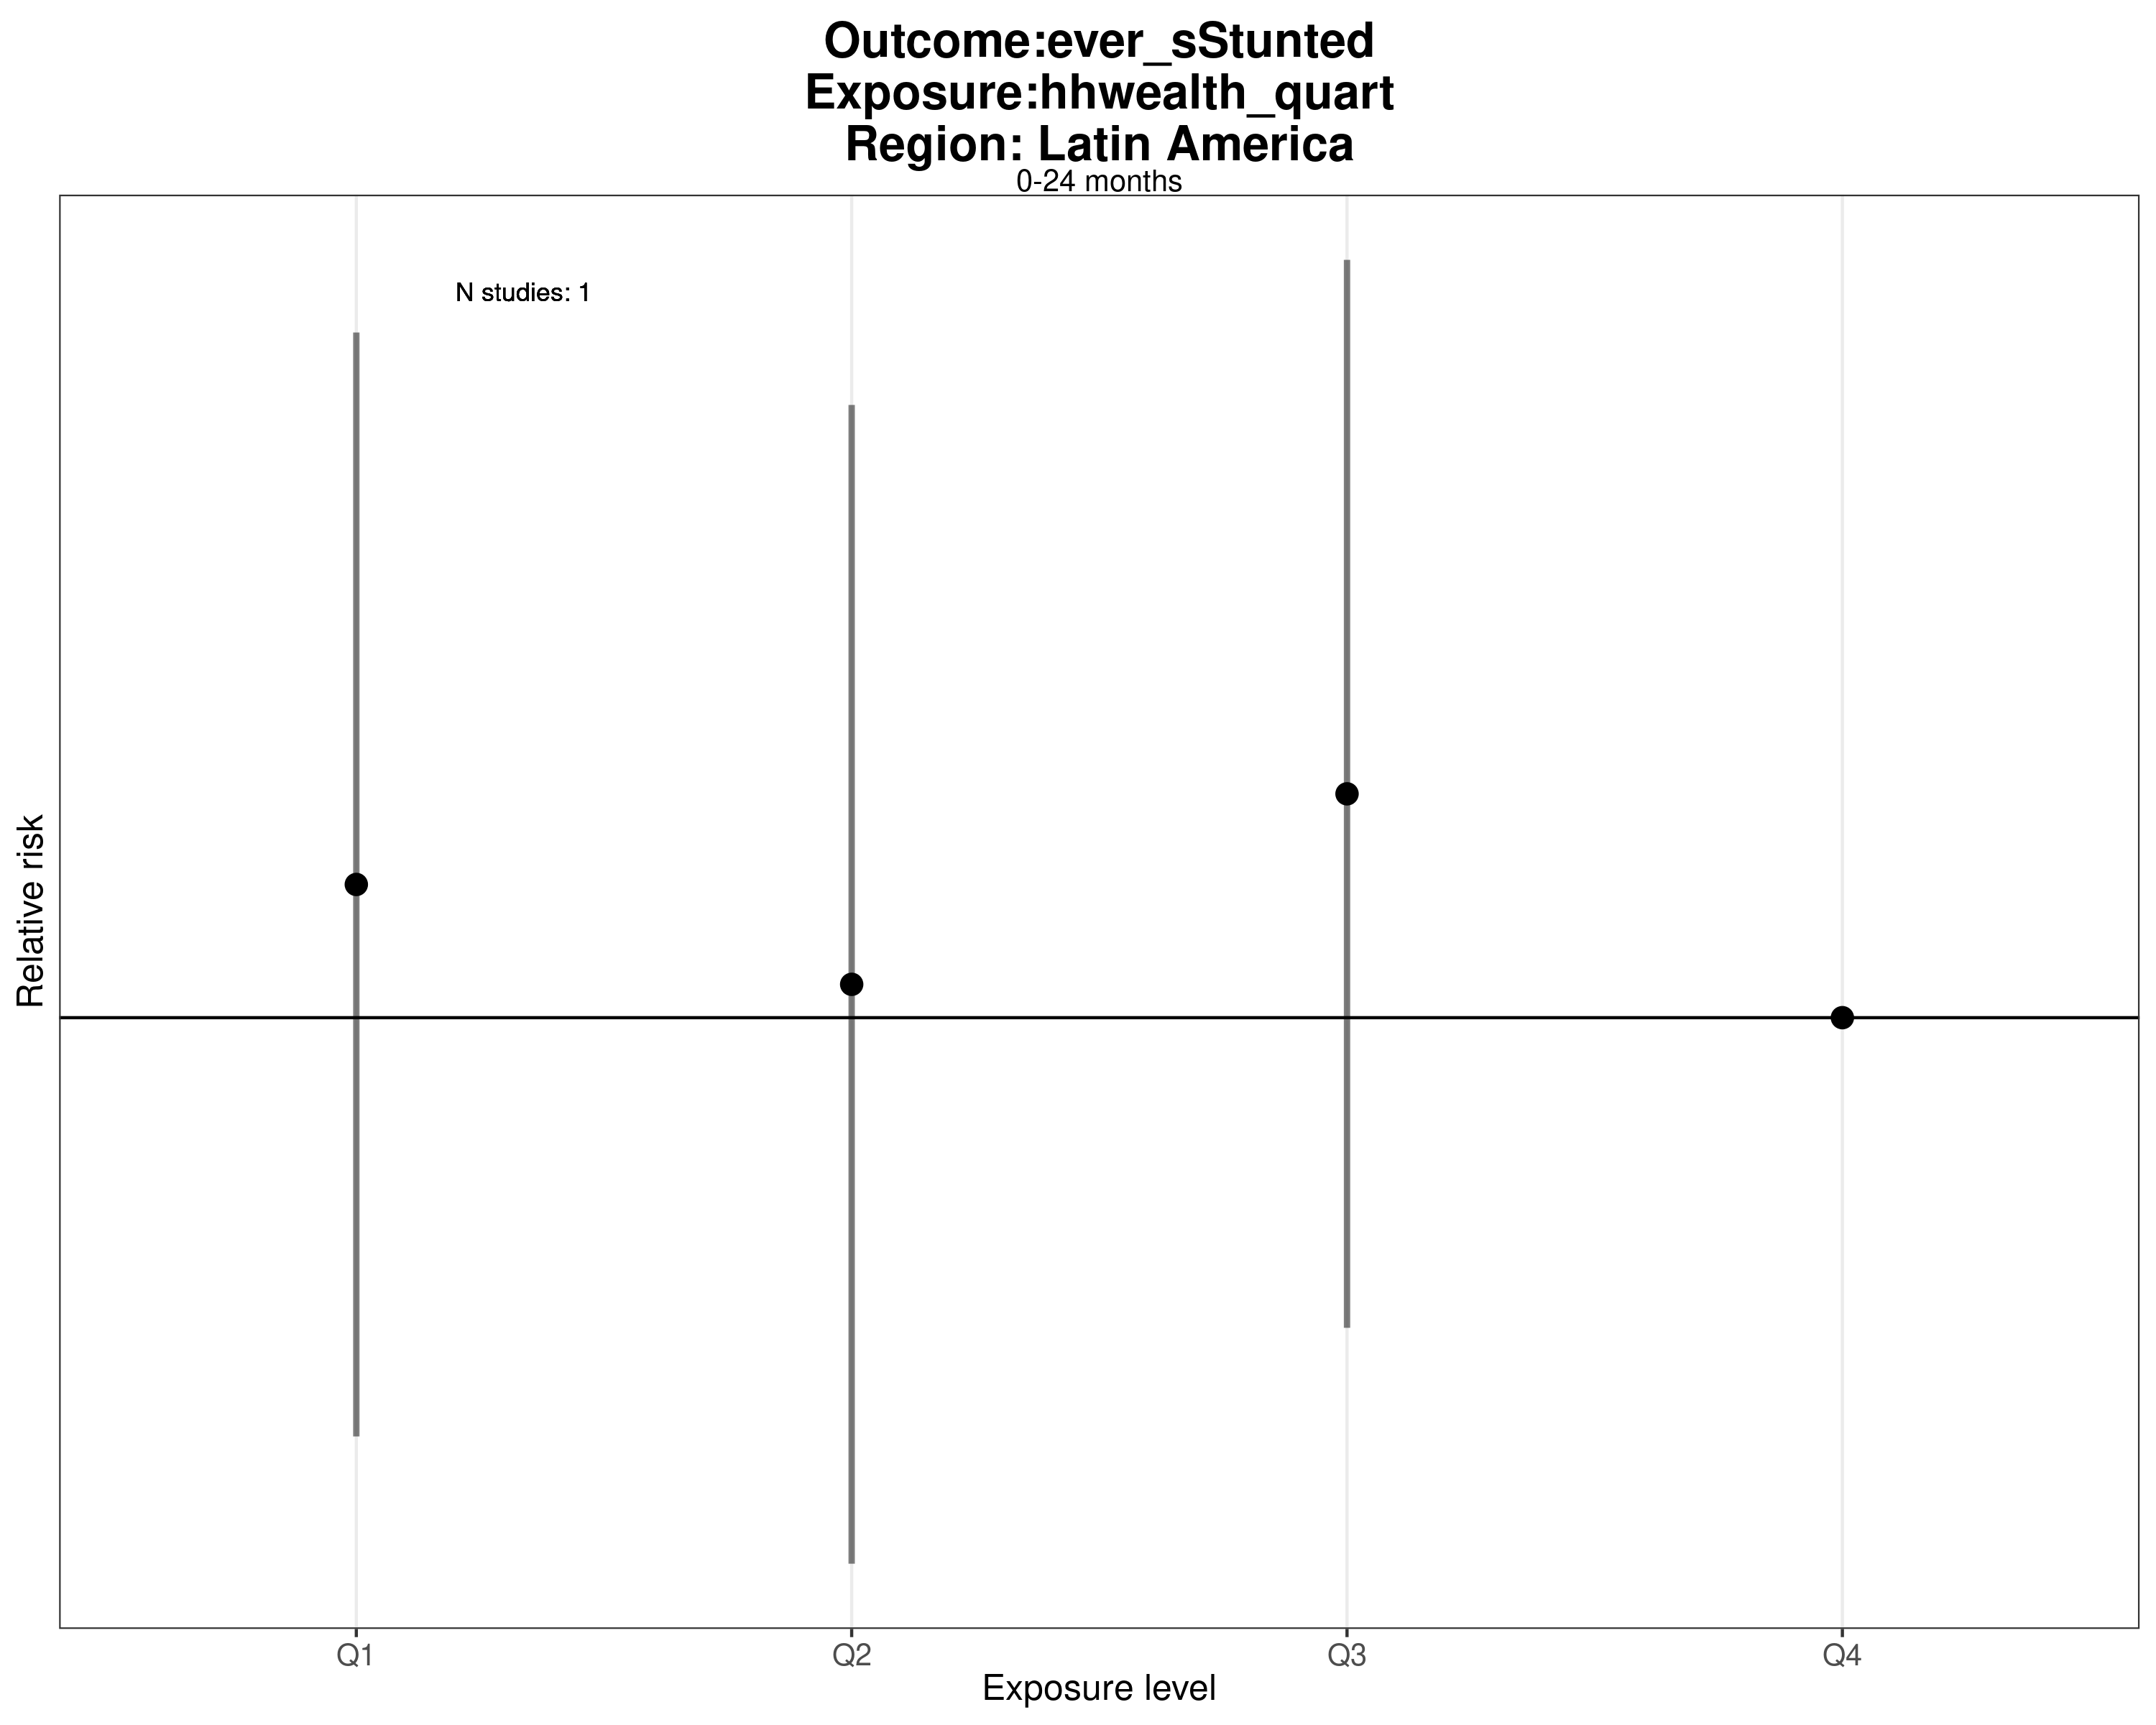 Outcome:ever_sStunted
Exposure:hhwealth_quart
Region: Latin America
0-24 months
N studies: 1
Relative risk
Q1 Q2 Q3 Q4
Exposure level